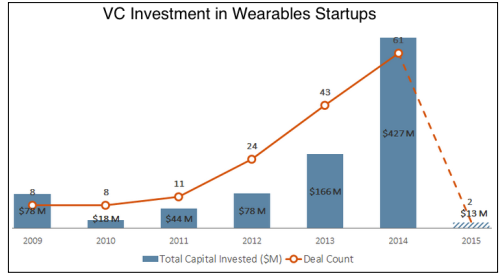 VC Investment in Wearables Startups
8 8 11 24 43 61 2
$78 M $18 M $44 M $78 M $166 M $427 M $13 M
2009 2010 2011 2012 2013 2014 2015
Total Capital Invested ($M) Deal Count